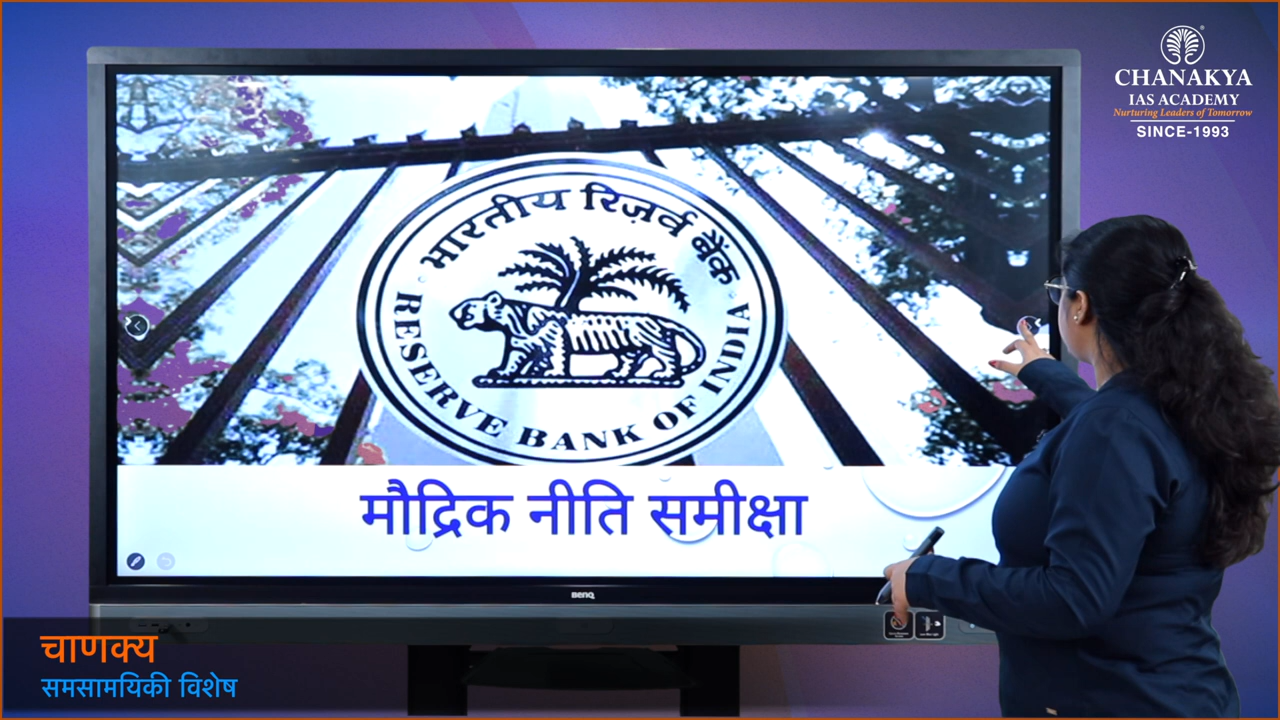 CHANAKYA
IAS ACADEMY
Nurturing Leaders of Tomorrow
SINCE-1993
भारतीय रिज़र्व बैंक
RESERVE BANK OF INDIA
मौद्रिक नीति समीक्षा
BenQ
चाणक्य
समसामयिकी विशेष